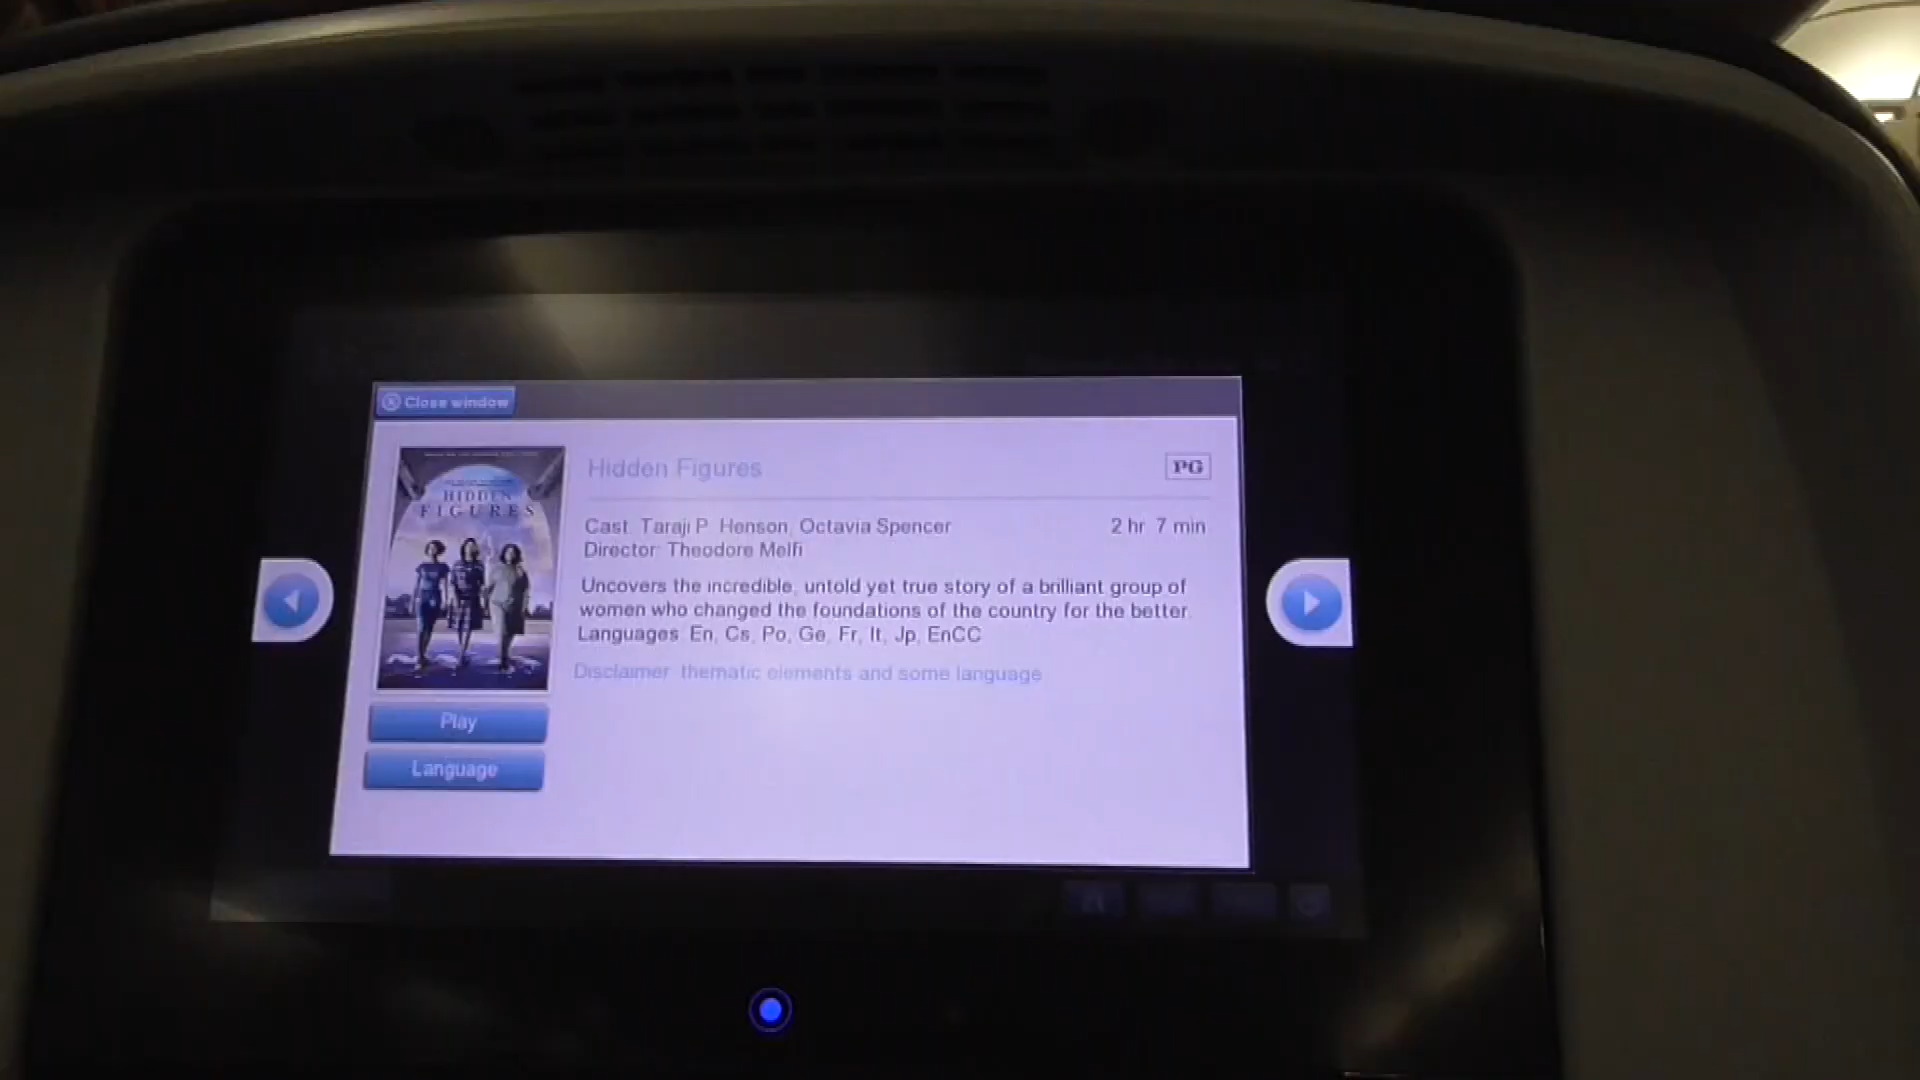 Close window
HIDDEN
FIGURES
Hidden Figures
PG
Cast: Taraji P. Henson, Octavia Spencer
2 hr 7 min
Director: Theodore Melfi
Uncovers the incredible, untold yet true story of a brilliant group of
women who changed the foundations of the country for the better.
Languages: En, Cs, Po, Ge, Fr, It, Jp, EnCC
Disclaimer: thematic elements and some language
Play
Language